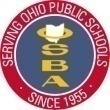 SERVING OHIO PUBLIC SCHOOLS
OSBA
• SINCE 1955 •